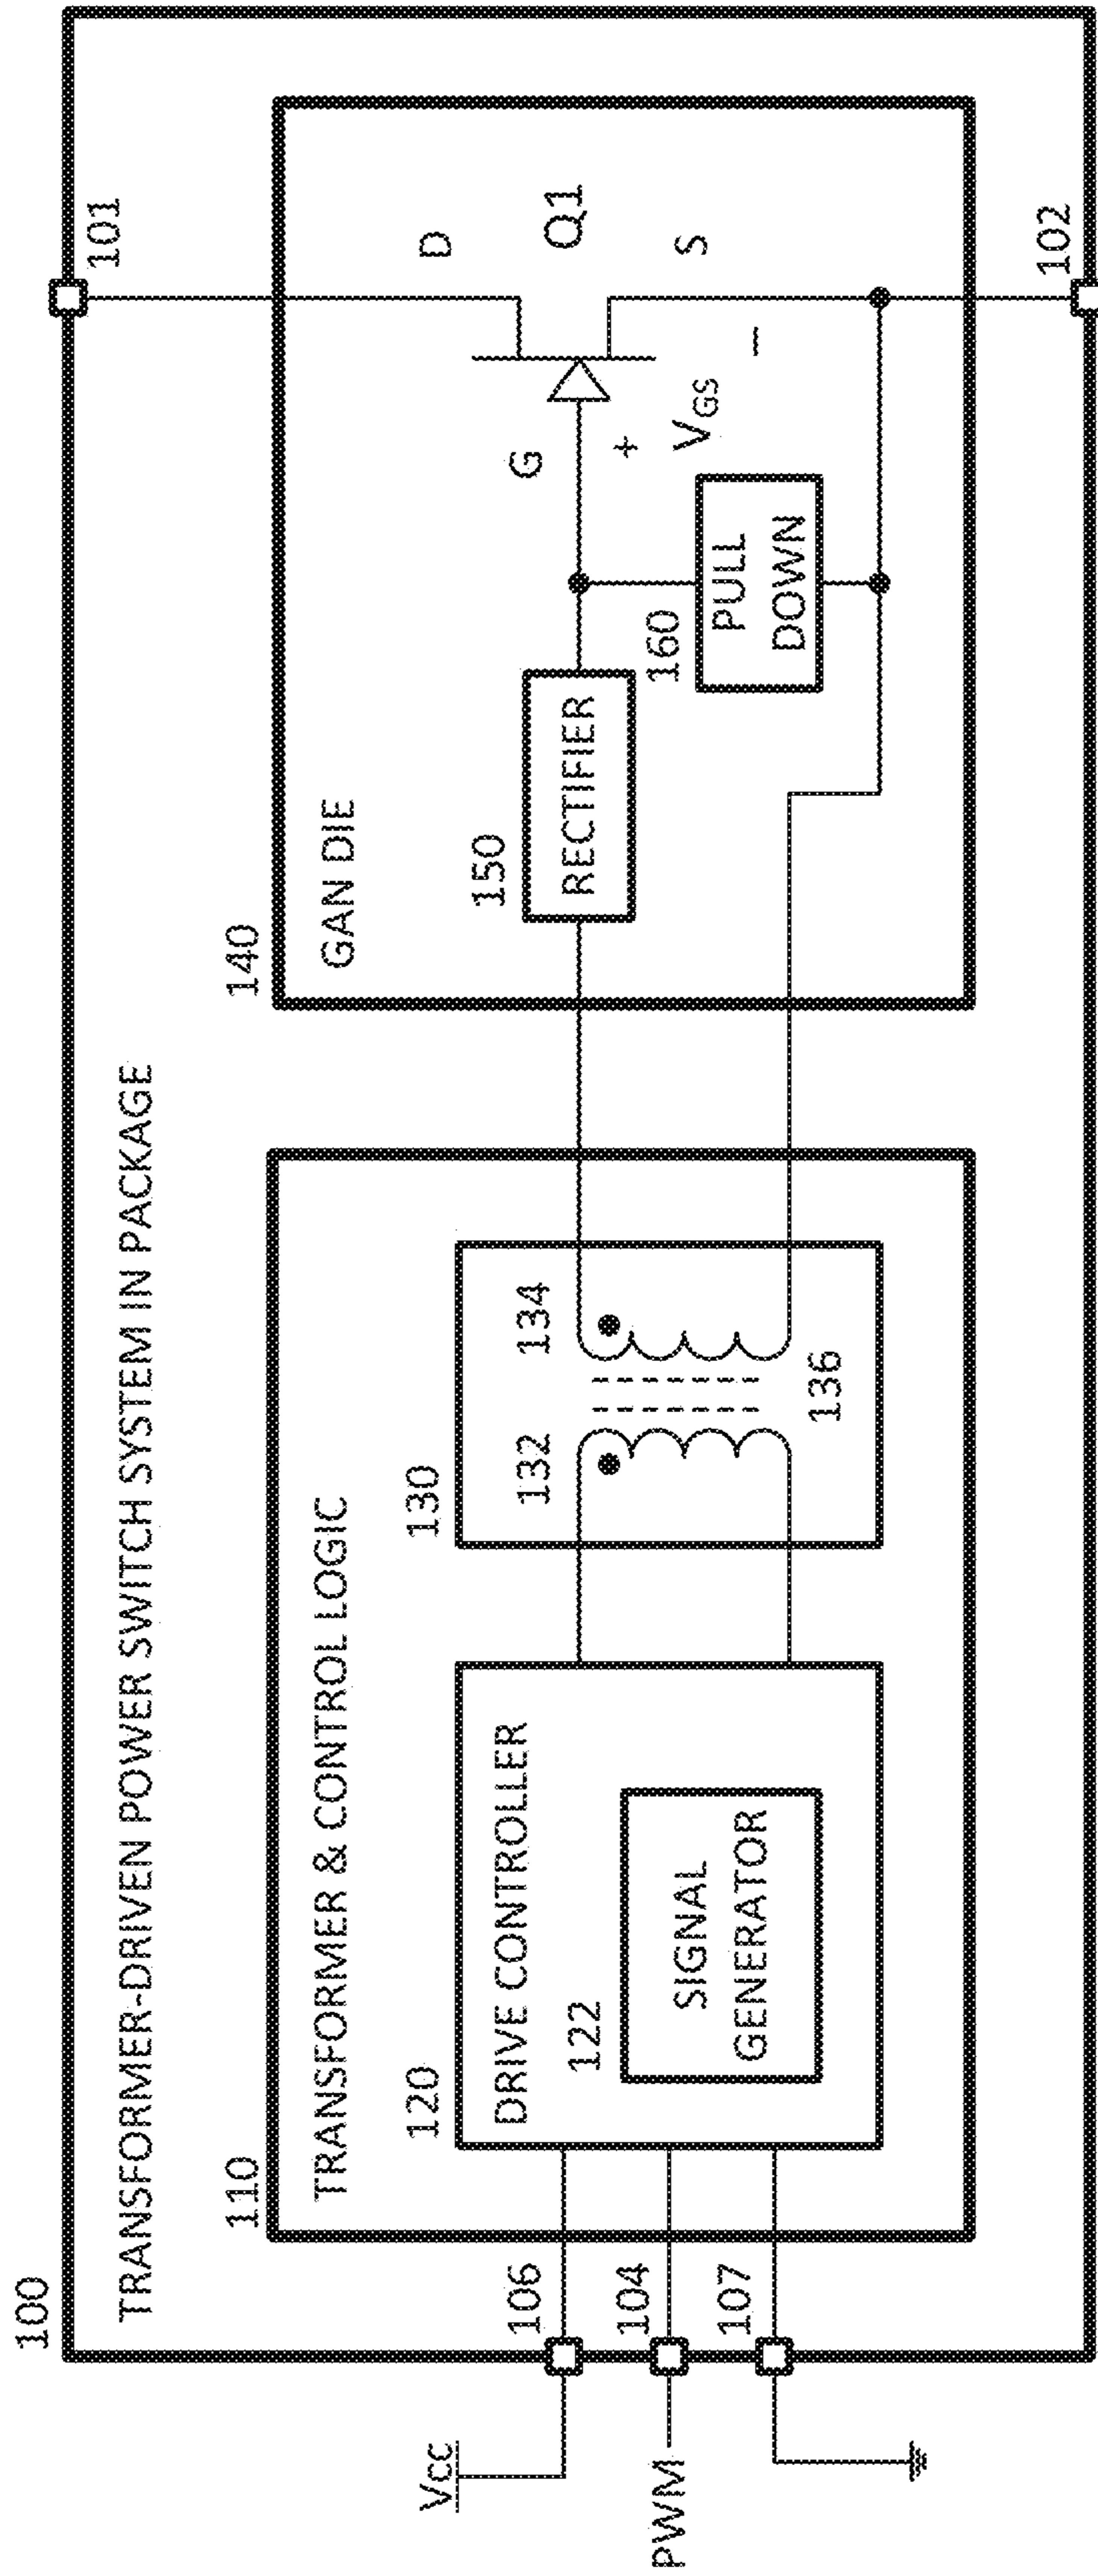 100
TRANSFORMER-DRIVEN POWER SWITCH SYSTEM IN PACKAGE
101
110
TRANSFORMER & CONTROL LOGIC
140
GAN DIE
120
DRIVE CONTROLLER
122
SIGNAL
GENERATOR
130
132
134
136
150
RECTIFIER
160
PULL
DOWN
G
+
VGS
–
D
Q1
S
VCC
106
PWM
104
107
102